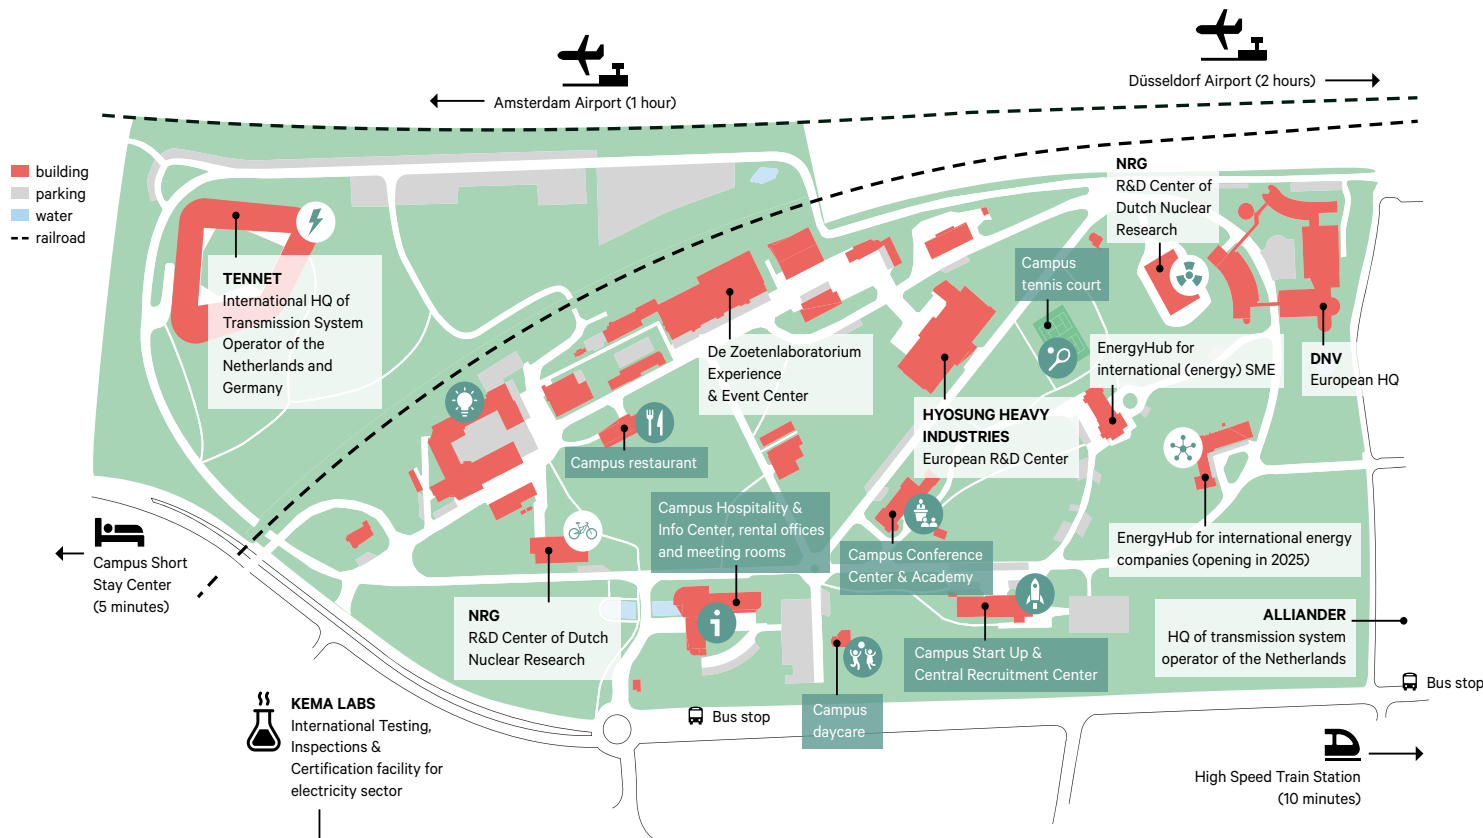 Amsterdam Airport (1 hour)
Düsseldorf Airport (2 hours)
building
parking
water
railroad
NRG
R&D Center of
Dutch Nuclear
Research
TENNET
International HQ of
Transmission System
Operator of the
Netherlands and
Germany
Campus
tennis court
De Zoetenlaboratorium
Experience
& Event Center
EnergyHub for
international (energy) SME
DNV
European HQ
HYOSUNG HEAVY
INDUSTRIES
European R&D Center
Campus restaurant
Campus Hospitality &
Info Center, rental offices
and meeting rooms
Campus Conference
Center & Academy
EnergyHub for international energy
companies (opening in 2025)
Campus Short
Stay Center
(5 minutes)
NRG
R&D Center of Dutch
Nuclear Research
ALLIANDER
HQ of transmission system
operator of the Netherlands
Campus Start Up &
Central Recruitment Center
Bus stop
KEMA LABS
International Testing,
Inspections &
Certification facility for
electricity sector
Bus stop
Campus
daycare
High Speed Train Station
(10 minutes)